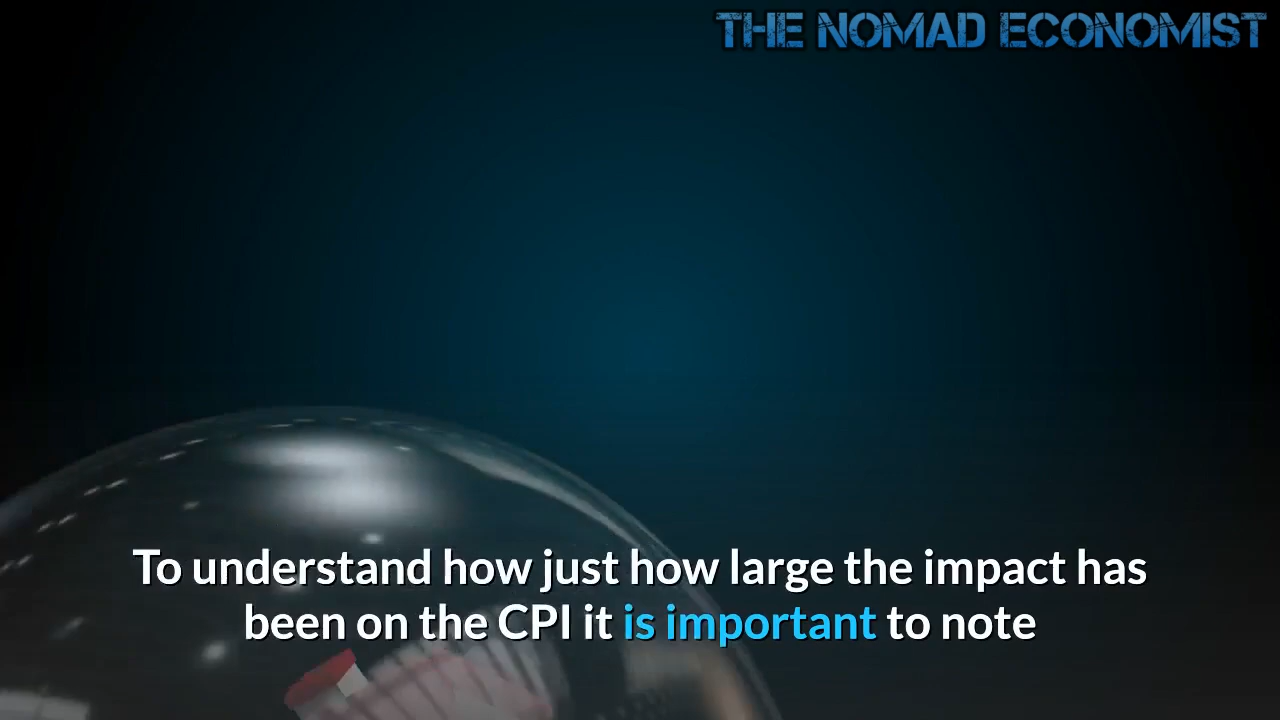 THE NOMAD ECONOMIST
To understand how just how large the impact has
been on the CPI it is important to note